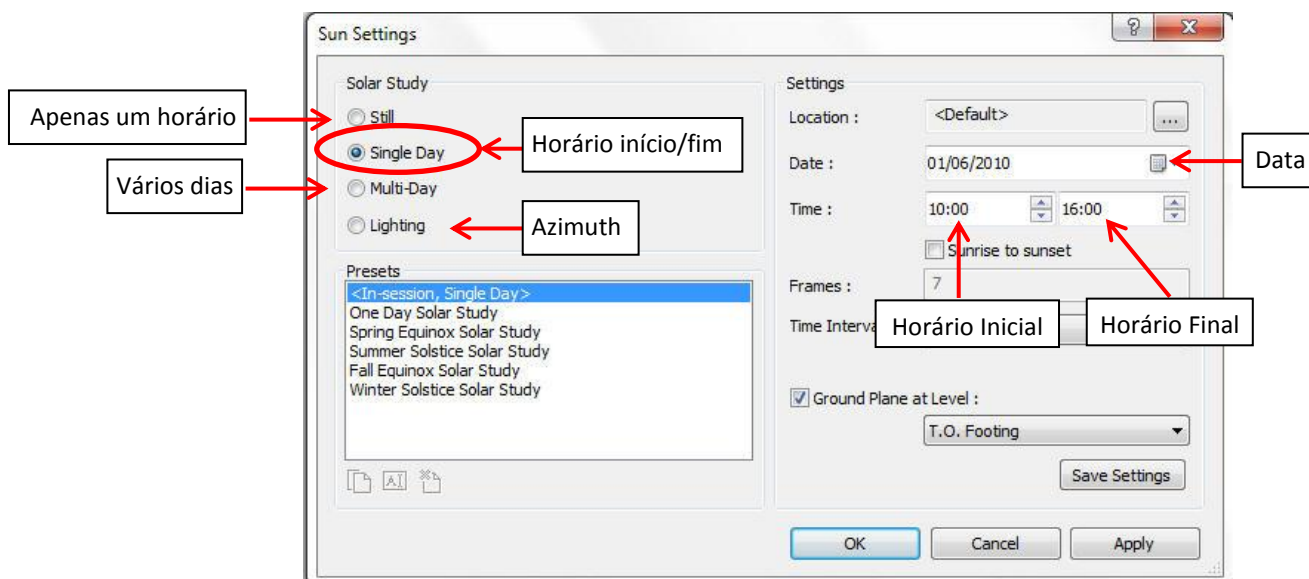 Sun Settings
Solar Study
Apenas um horário
Still
Single Day
Horário início/fim
Vários dias
Multi-Day
Lighting
Azimuth
Presets
<In-session, Single Day>
One Day Solar Study
Spring Equinox Solar Study
Summer Solstice Solar Study
Fall Equinox Solar Study
Winter Solstice Solar Study
Settings
Location :
<Default>
...
Date :
01/06/2010
Data
Time :
10:00
16:00
Sunrise to sunset
Frames :
7
Time Interva
Horário Inicial
Horário Final
Ground Plane at Level :
T.O. Footing
Save Settings
OK
Cancel
Apply